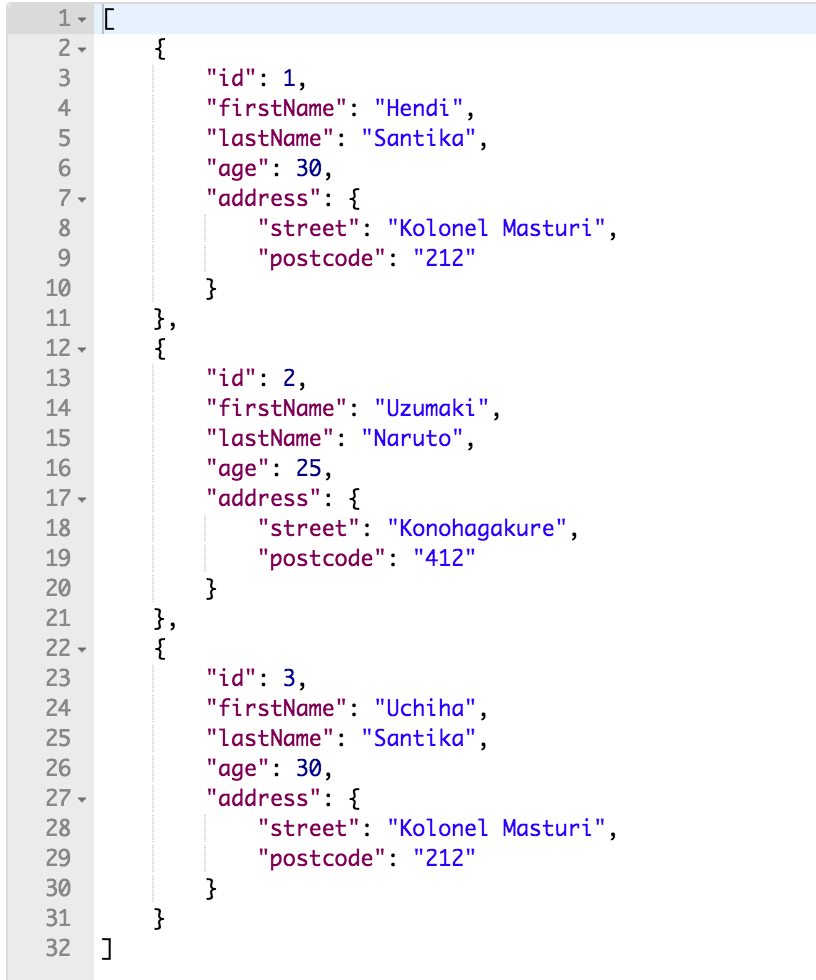 1 [
2     {
3         "id": 1,
4         "firstName": "Hendi",
5         "lastName": "Santika",
6         "age": 30,
7         "address": {
8             "street": "Kolonel Masturi",
9             "postcode": "212"
10         }
11     },
12     {
13         "id": 2,
14         "firstName": "Uzumaki",
15         "lastName": "Naruto",
16         "age": 25,
17         "address": {
18             "street": "Konohagakure",
19             "postcode": "412"
20         }
21     },
22     {
23         "id": 3,
24         "firstName": "Uchiha",
25         "lastName": "Santika",
26         "age": 30,
27         "address": {
28             "street": "Kolonel Masturi",
29             "postcode": "212"
30         }
31     }
32 ]